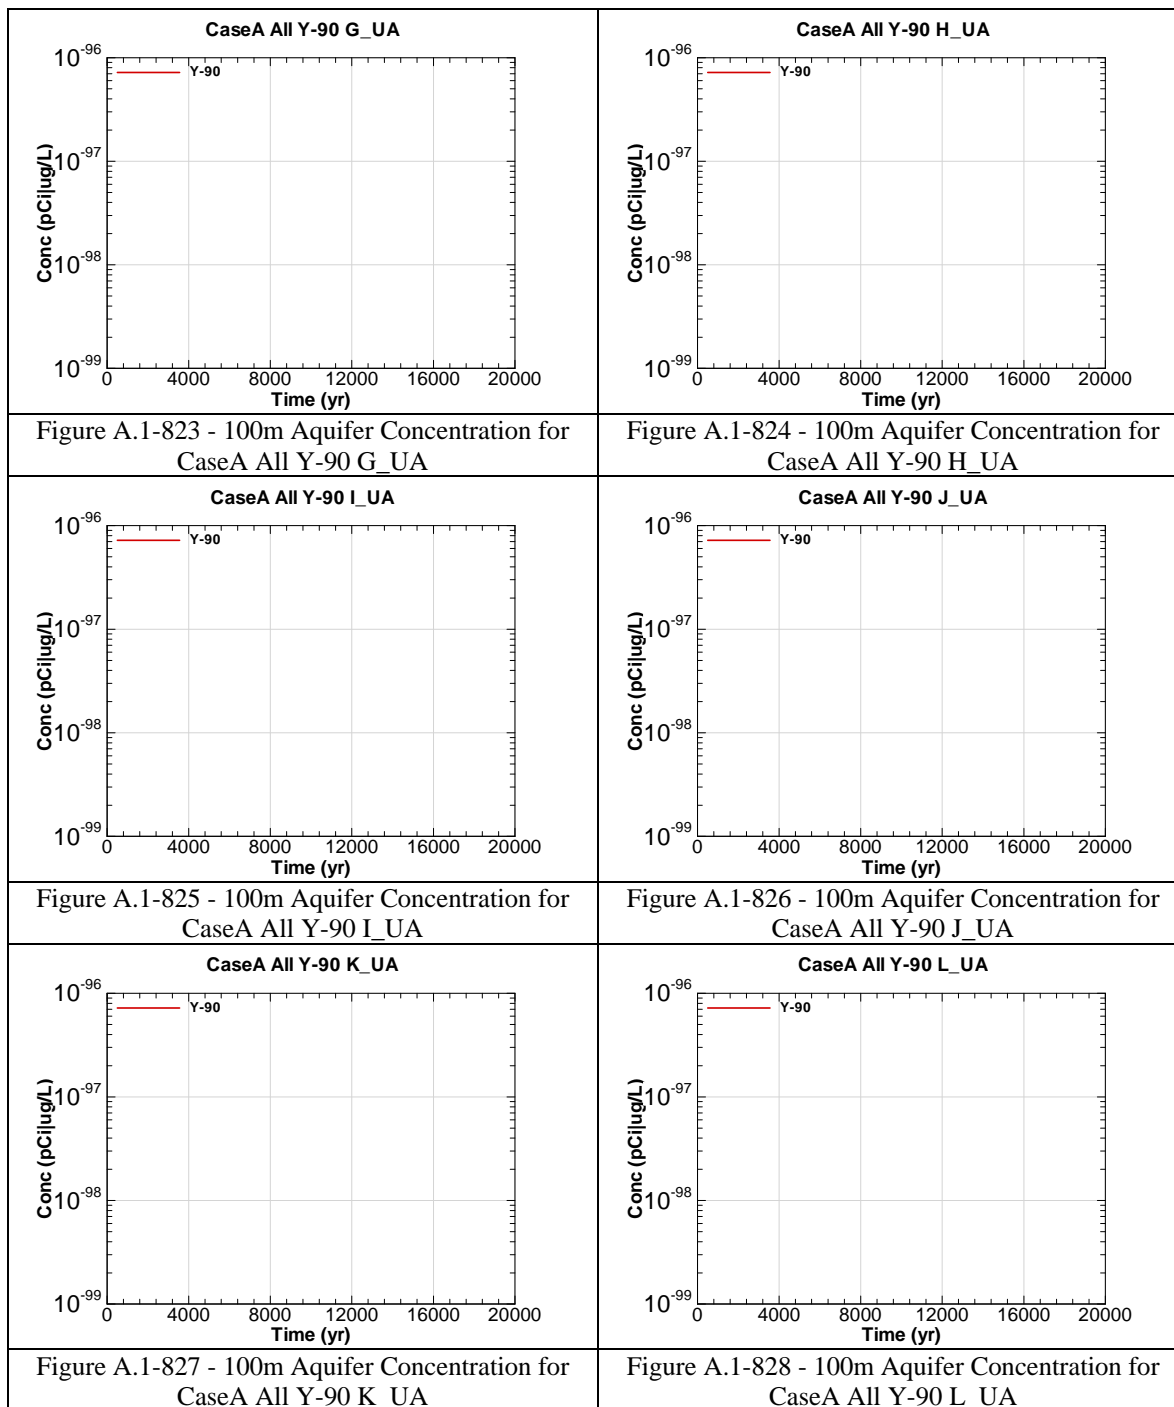 CaseA All Y-90 G_UA
10-96
Y-90
10-97
Conc (pCi|ug/L)
10-98
10-99
0 4000 8000 12000 16000 20000
Time (yr)
Figure A.1-823 - 100m Aquifer Concentration for
CaseA All Y-90 G_UA
CaseA All Y-90 H_UA
10-96
Y-90
10-97
Conc (pCi|ug/L)
10-98
10-99
0 4000 8000 12000 16000 20000
Time (yr)
Figure A.1-824 - 100m Aquifer Concentration for
CaseA All Y-90 H_UA
CaseA All Y-90 I_UA
10-96
Y-90
10-97
Conc (pCi|ug/L)
10-98
10-99
0 4000 8000 12000 16000 20000
Time (yr)
Figure A.1-825 - 100m Aquifer Concentration for
CaseA All Y-90 I_UA
CaseA All Y-90 J_UA
10-96
Y-90
10-97
Conc (pCi|ug/L)
10-98
10-99
0 4000 8000 12000 16000 20000
Time (yr)
Figure A.1-826 - 100m Aquifer Concentration for
CaseA All Y-90 J_UA
CaseA All Y-90 K_UA
10-96
Y-90
10-97
Conc (pCi|ug/L)
10-98
10-99
0 4000 8000 12000 16000 20000
Time (yr)
Figure A.1-827 - 100m Aquifer Concentration for
CaseA All Y-90 K_UA
CaseA All Y-90 L_UA
10-96
Y-90
10-97
Conc (pCi|ug/L)
10-98
10-99
0 4000 8000 12000 16000 20000
Time (yr)
Figure A.1-828 - 100m Aquifer Concentration for
CaseA All Y-90 L_UA